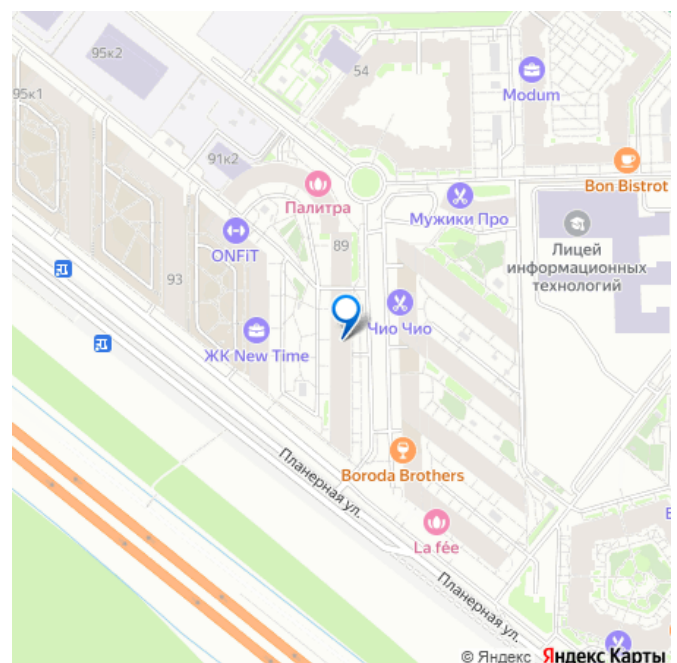 95к2
54
Modum
95к1
91к2
Bon Bistrot
Палитра
Мужики Про
ONFIT
89
Лицей
информационных
технологий
93
Чио Чио
ЖК New Time
Boroda Brothers
Планерная ул.
La fée
Планерная ул.
© Яндекс Яндекс Карты